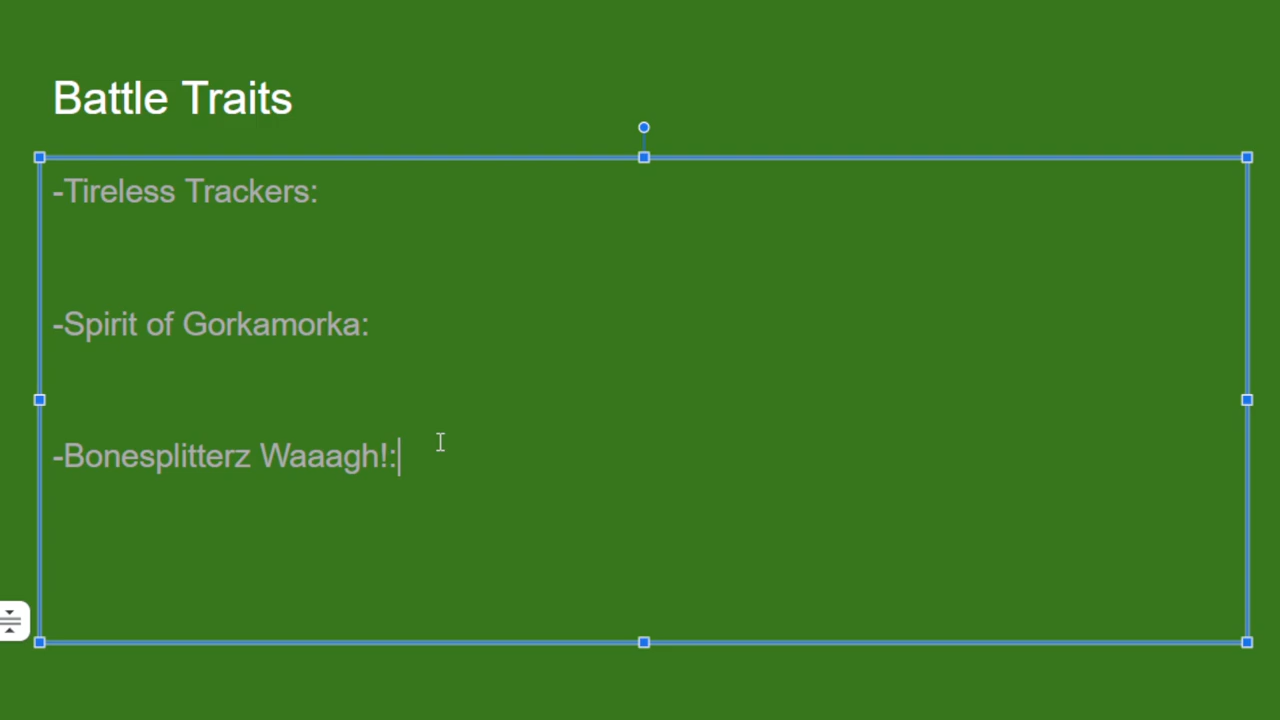 Battle Traits
-Tireless Trackers:
-Spirit of Gorkamorka:
-Bonesplitterz Waaagh!: